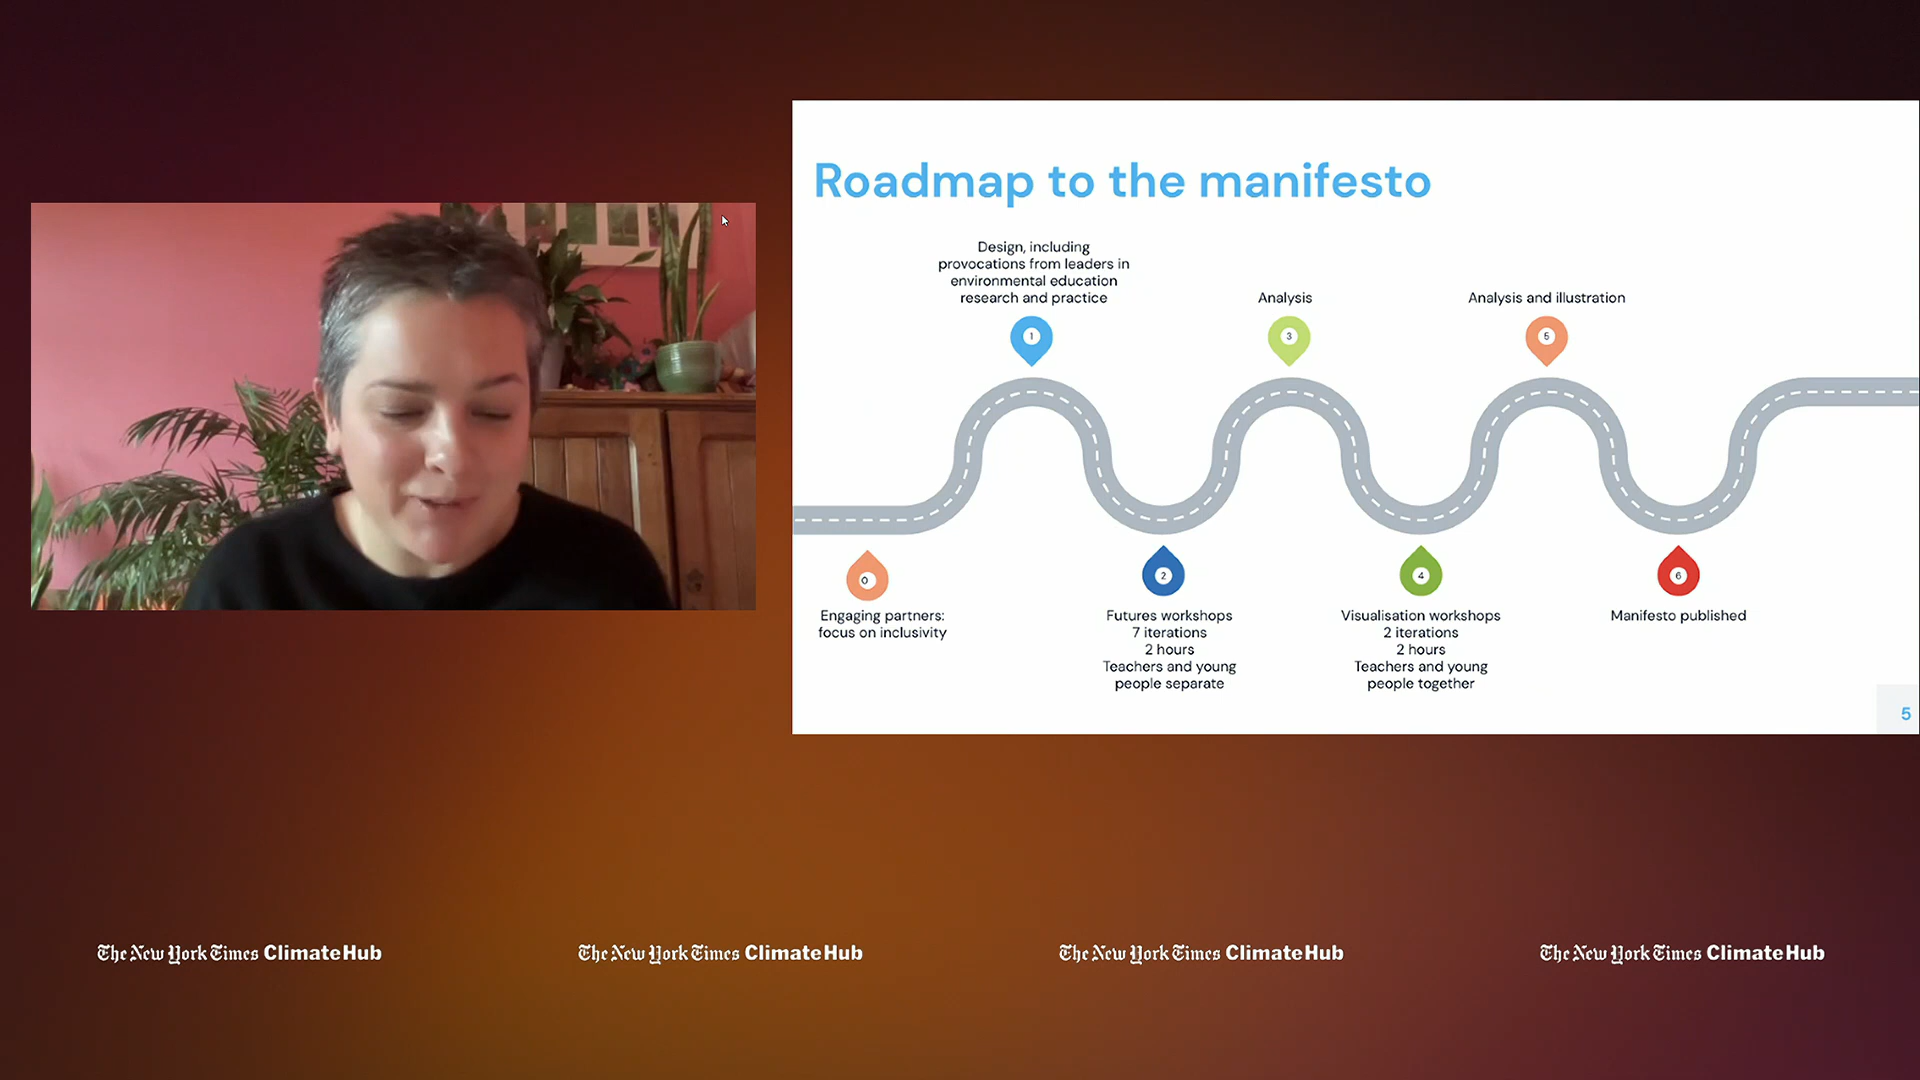 Roadmap to the manifesto
Design, including
provocations from leaders in
environmental education
research and practice
Analysis
Analysis and illustration
1
3
5
0
2
4
6
Engaging partners:
focus on inclusivity
Futures workshops
7 iterations
2 hours
Teachers and young
people separate
Visualisation workshops
2 iterations
2 hours
Teachers and young
people together
Manifesto published
5
The New York Times Climate Hub
The New York Times Climate Hub
The New York Times Climate Hub
The New York Times Climate Hub